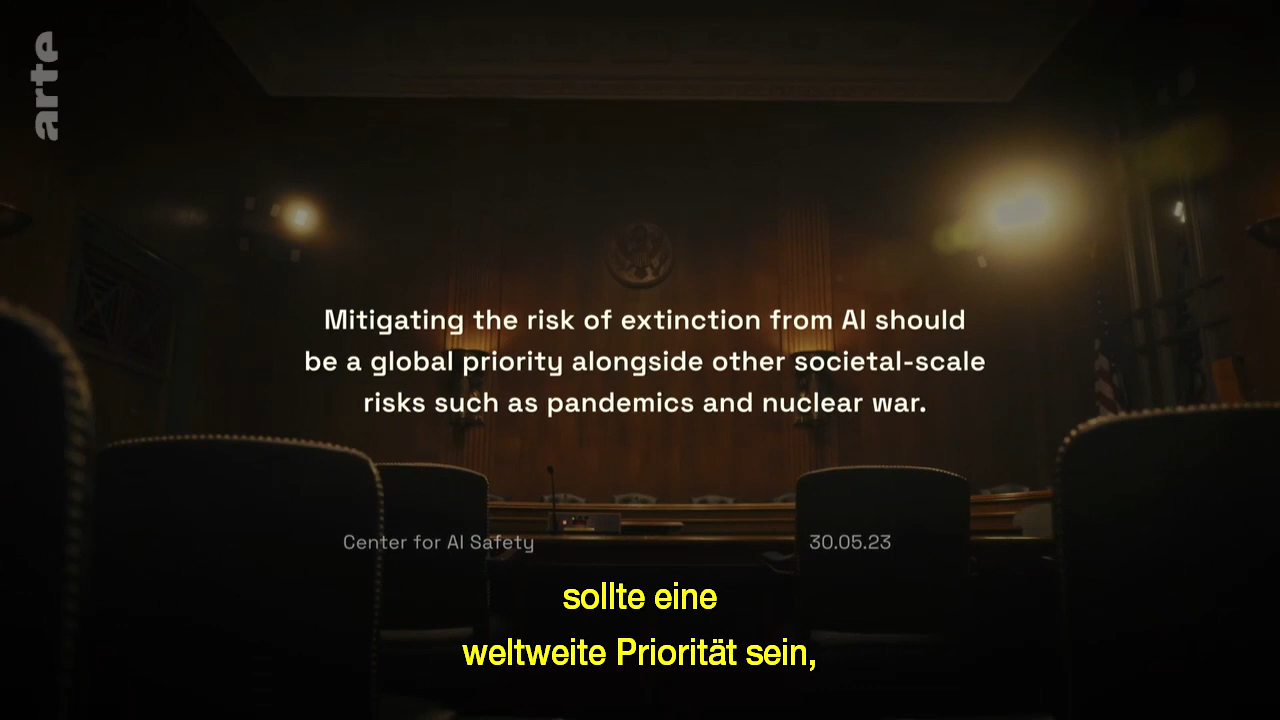 arte
Mitigating the risk of extinction from AI should
be a global priority alongside other societal-scale
risks such as pandemics and nuclear war.
Center for AI Safety
30.05.23
sollte eine
weltweite Priorität sein,